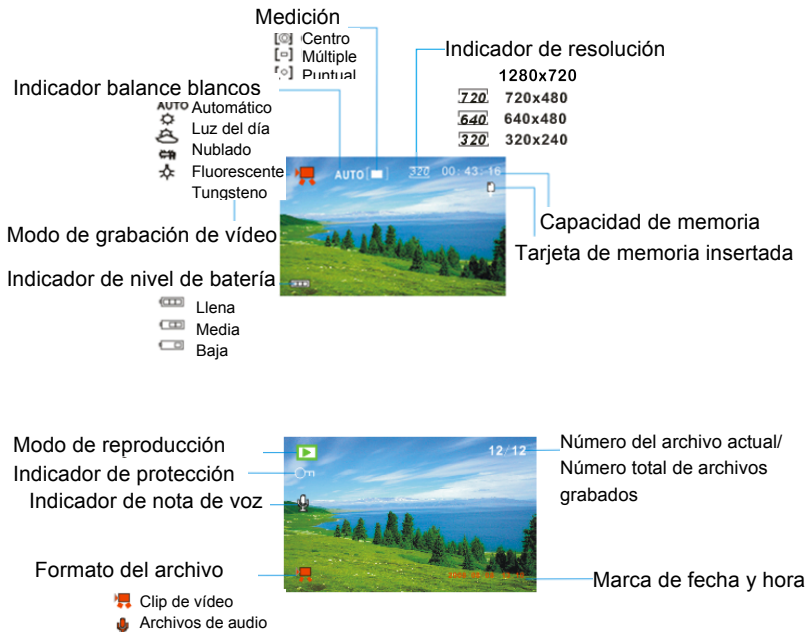 Medición
Centro
Múltiple
Puntual
Indicador de resolución
1280x720
720 720x480
640 640x480
320 320x240
Indicador balance blancos
AUTO Automático
Luz del día
Nublado
Fluorescente
Tungsteno
AUTO 320 00:43:16
Capacidad de memoria
Tarjeta de memoria insertada
Modo de grabación de vídeo
Indicador de nivel de batería
Llena
Media
Baja
Modo de reproducción
Indicador de protección
Indicador de nota de voz
12/12
Número del archivo actual/
Número total de archivos
grabados
Formato del archivo
Clip de vídeo
Archivos de audio
Marca de fecha y hora